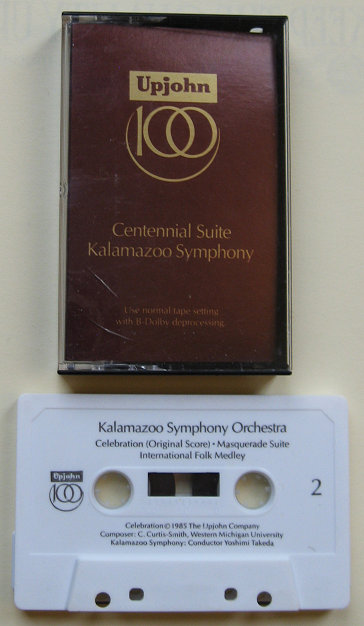 Upjohn
100
Centennial Suite
Kalamazoo Symphony
Use normal tape setting
with B-Dolby deprocessing.
Kalamazoo Symphony Orchestra
Celebration (Original Score) • Masquerade Suite
International Folk Medley
Upjohn
100
2
Celebration © 1985 The Upjohn Company
Composer: C. Curtis-Smith, Western Michigan University
Kalamazoo Symphony: Conductor Yoshimi Takeda